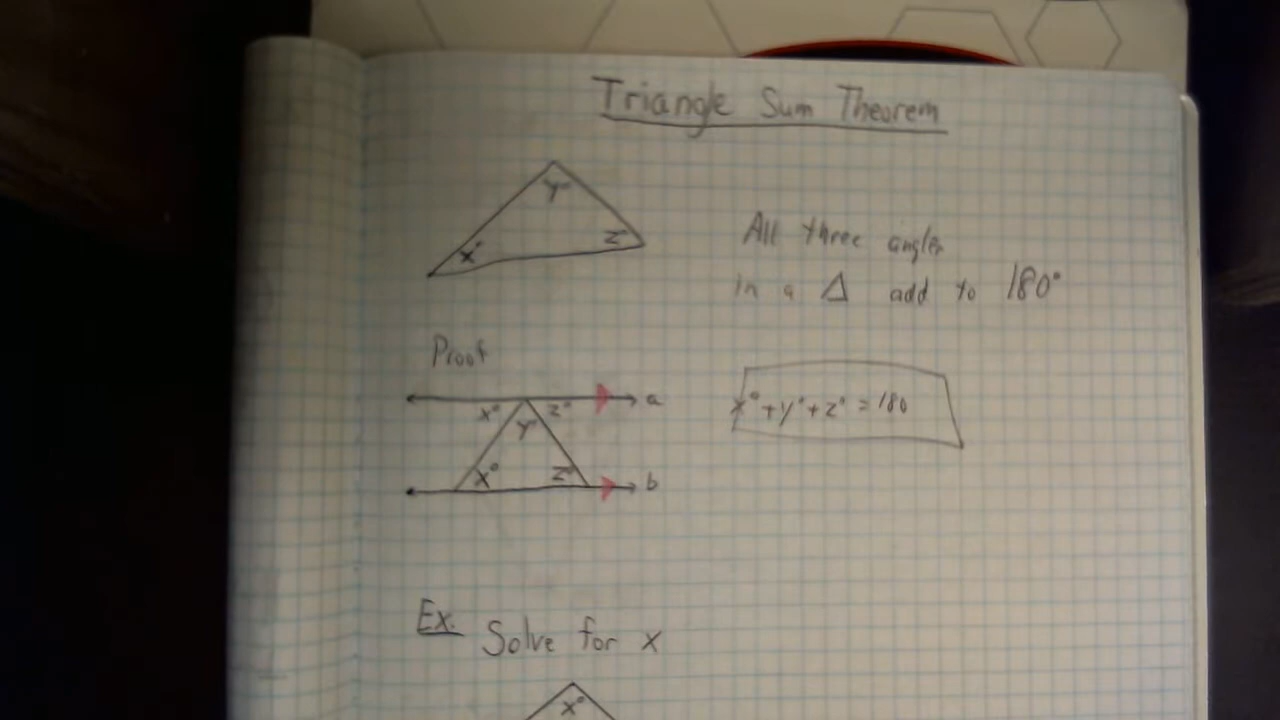 Triangle Sum Theorem
y°
x°
z°
All three angles
in a Δ add to 180°
Proof
a
x° z°
y°
x° z°
b
x° + y° + z° = 180
Ex. Solve for x
x°